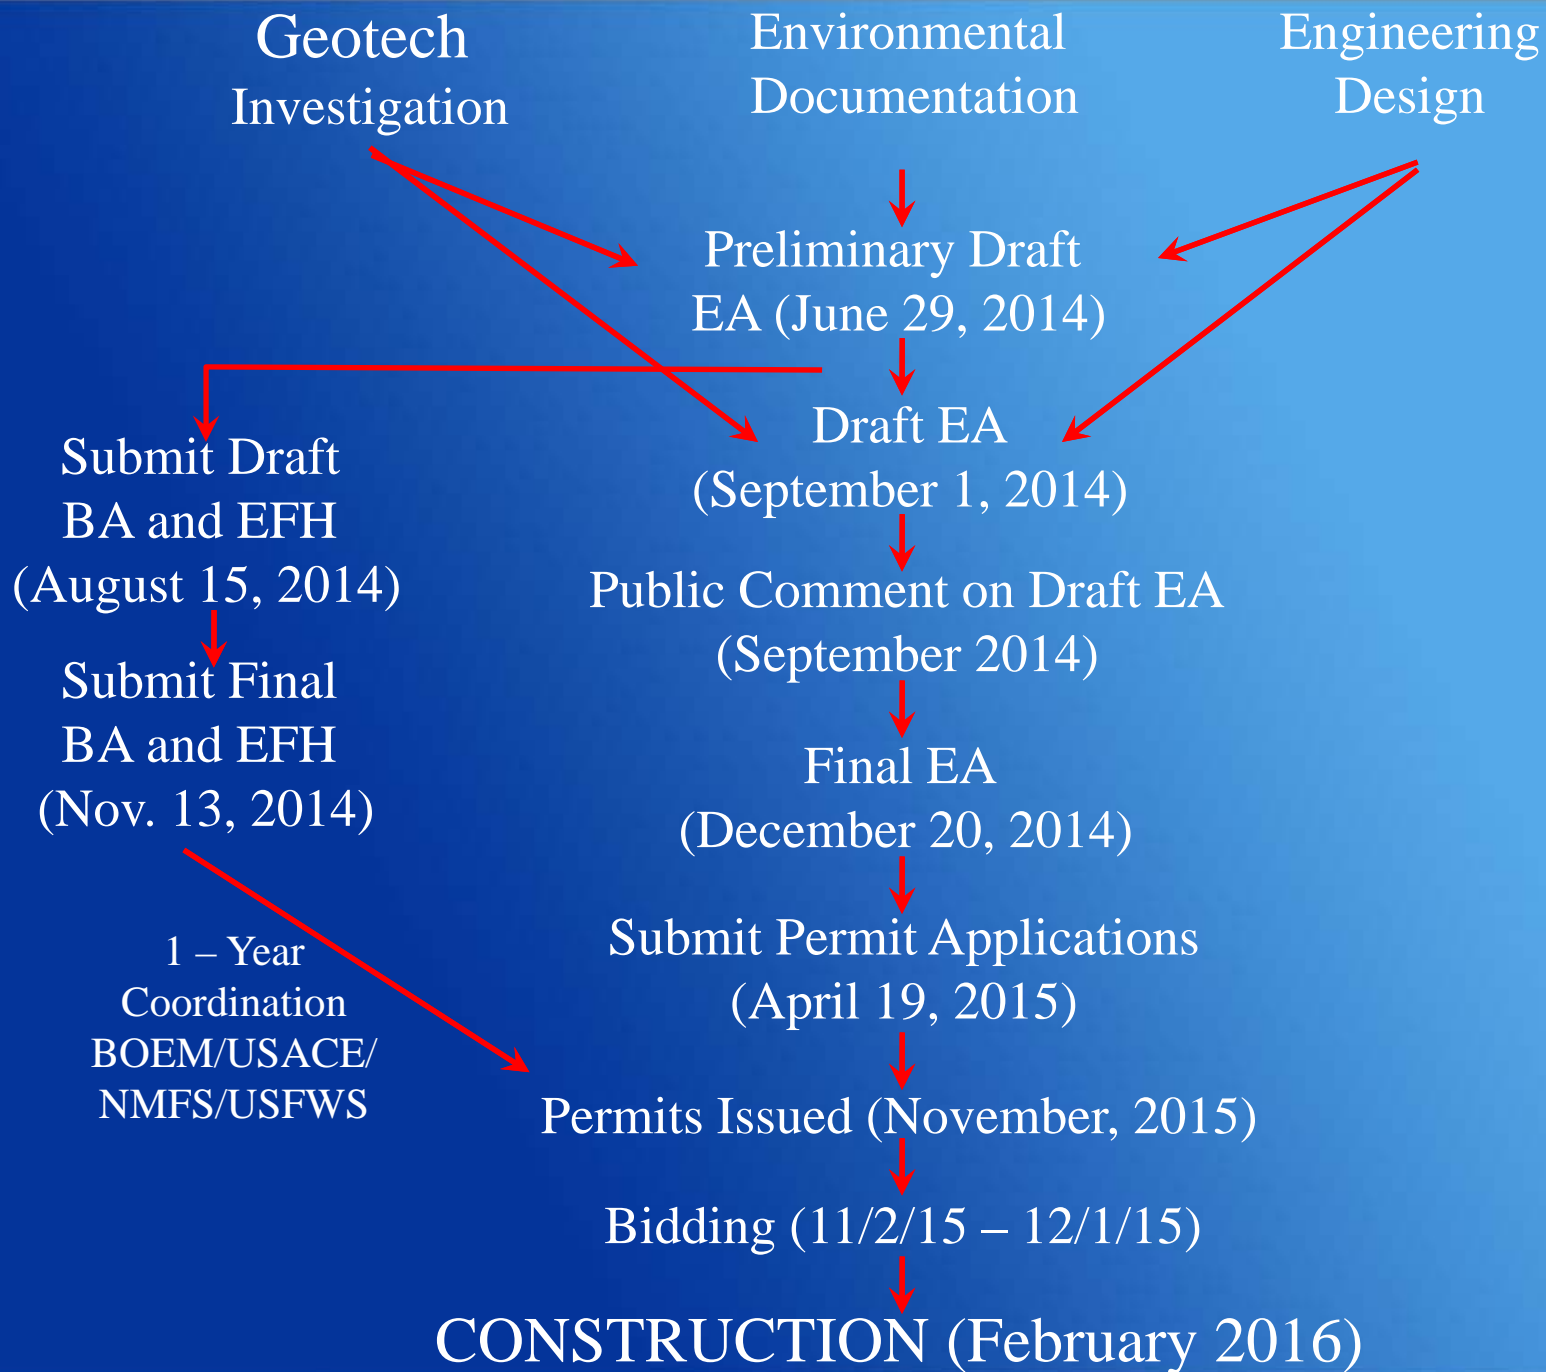 Geotech
Investigation
Environmental
Documentation
Engineering
Design
Preliminary Draft
EA (June 29, 2014)
Draft EA
(September 1, 2014)
Submit Draft
BA and EFH
(August 15, 2014)
Public Comment on Draft EA
(September 2014)
Submit Final
BA and EFH
(Nov. 13, 2014)
Final EA
(December 20, 2014)
1 – Year
Coordination
BOEM/USACE/
NMFS/USFWS
Submit Permit Applications
(April 19, 2015)
Permits Issued (November, 2015)
Bidding (11/2/15 – 12/1/15)
CONSTRUCTION (February 2016)